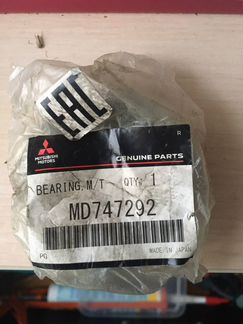 EAC
MITSUBISHI
MOTORS
R
GENUINE PARTS
BEARING, M/T QTY: 1
MD747292
PG MADE IN JAPAN